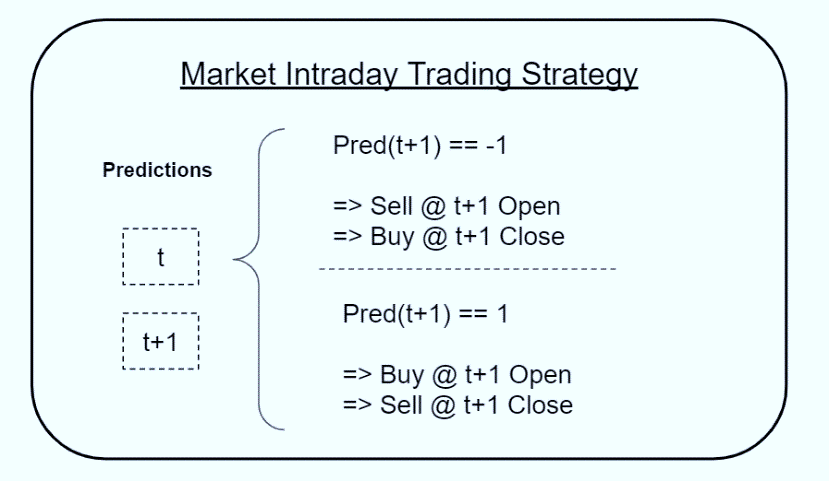 Market Intraday Trading Strategy
Predictions
t
t+1
Pred(t+1) == -1
=> Sell @ t+1 Open
=> Buy @ t+1 Close
Pred(t+1) == 1
=> Buy @ t+1 Open
=> Sell @ t+1 Close